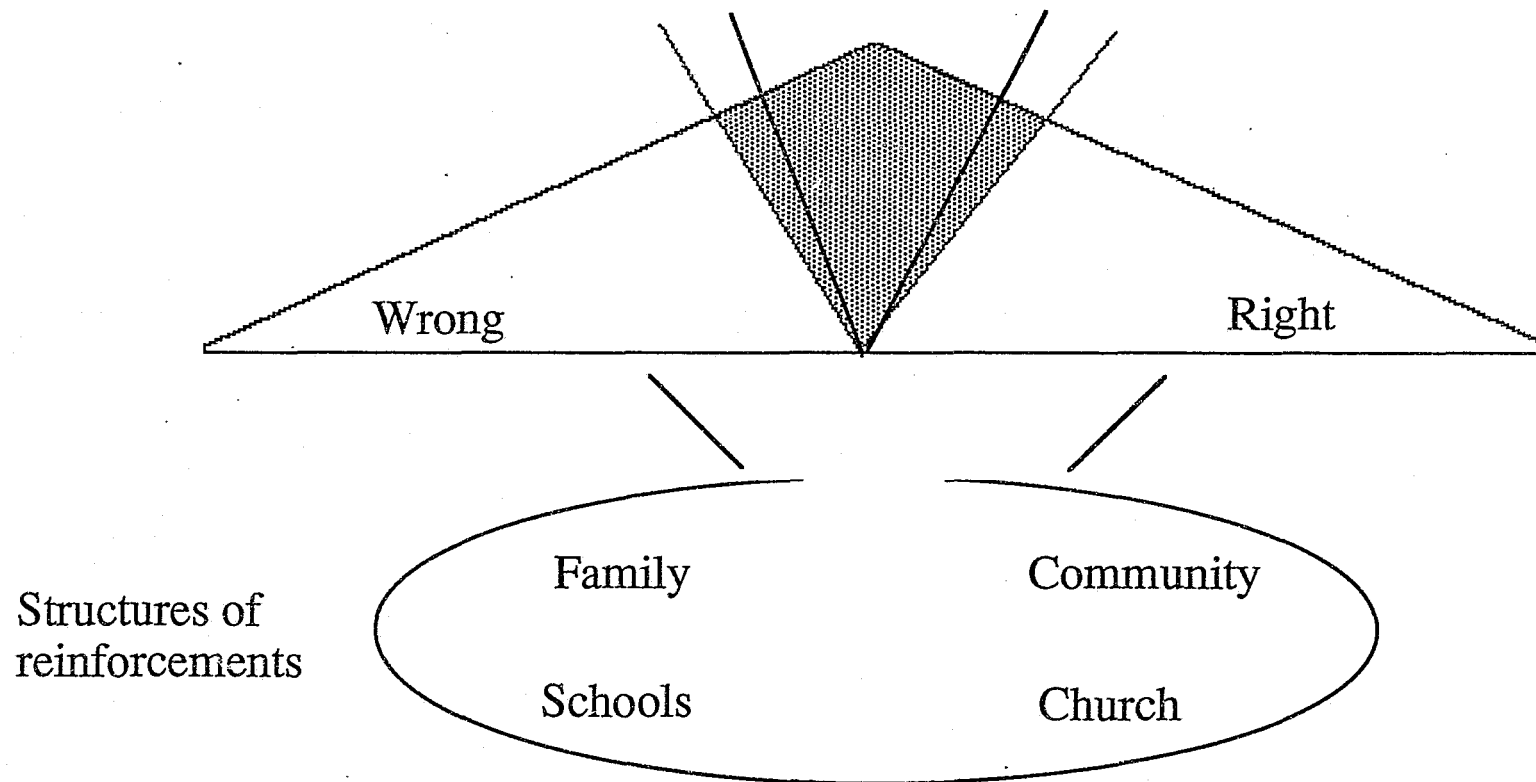 Wrong
Right
Family
Community
Structures of
reinforcements
Schools
Church